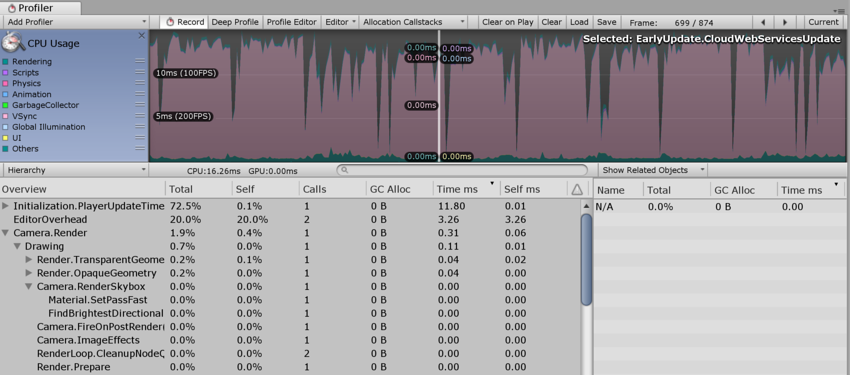 Profiler
Add Profiler Record Deep Profile Profile Editor Editor Allocation Callstacks Clear on Play Clear Load Save Frame: 699 / 874 Current
CPU Usage
Rendering
Scripts
Physics
Animation
GarbageCollector
VSync
Global Illumination
UI
Others
Selected: EarlyUpdate.CloudWebServicesUpdate
0.00ms 0.00ms
0.00ms 0.00ms
10ms (100FPS)
0.00ms
5ms (200FPS)
0.00ms 0.00ms
Hierarchy CPU:16.26ms GPU:0.00ms Show Related Objects
Overview Total Self Calls GC Alloc Time ms Self ms Name Total GC Alloc Time ms
Initialization.PlayerUpdateTime 72.5% 0.1% 1 0 B 11.80 0.01 N/A 0.0% 0 B 0.00
EditorOverhead 20.0% 20.0% 2 0 B 3.26 3.26
Camera.Render 1.9% 0.4% 1 0 B 0.31 0.06
Drawing 0.7% 0.0% 1 0 B 0.11 0.01
Render.TransparentGeome 0.2% 0.1% 1 0 B 0.04 0.02
Render.OpaqueGeometry 0.2% 0.0% 1 0 B 0.04 0.00
Camera.RenderSkybox 0.0% 0.0% 1 0 B 0.00 0.00
Material.SetPassFast 0.0% 0.0% 1 0 B 0.00 0.00
FindBrightestDirectional 0.0% 0.0% 1 0 B 0.00 0.00
Camera.FireOnPostRender( 0.0% 0.0% 1 0 B 0.00 0.00
Camera.ImageEffects 0.0% 0.0% 1 0 B 0.00 0.00
RenderLoop.CleanupNodeQ 0.0% 0.0% 2 0 B 0.00 0.00
Render.Prepare 0.0% 0.0% 1 0 B 0.00 0.00